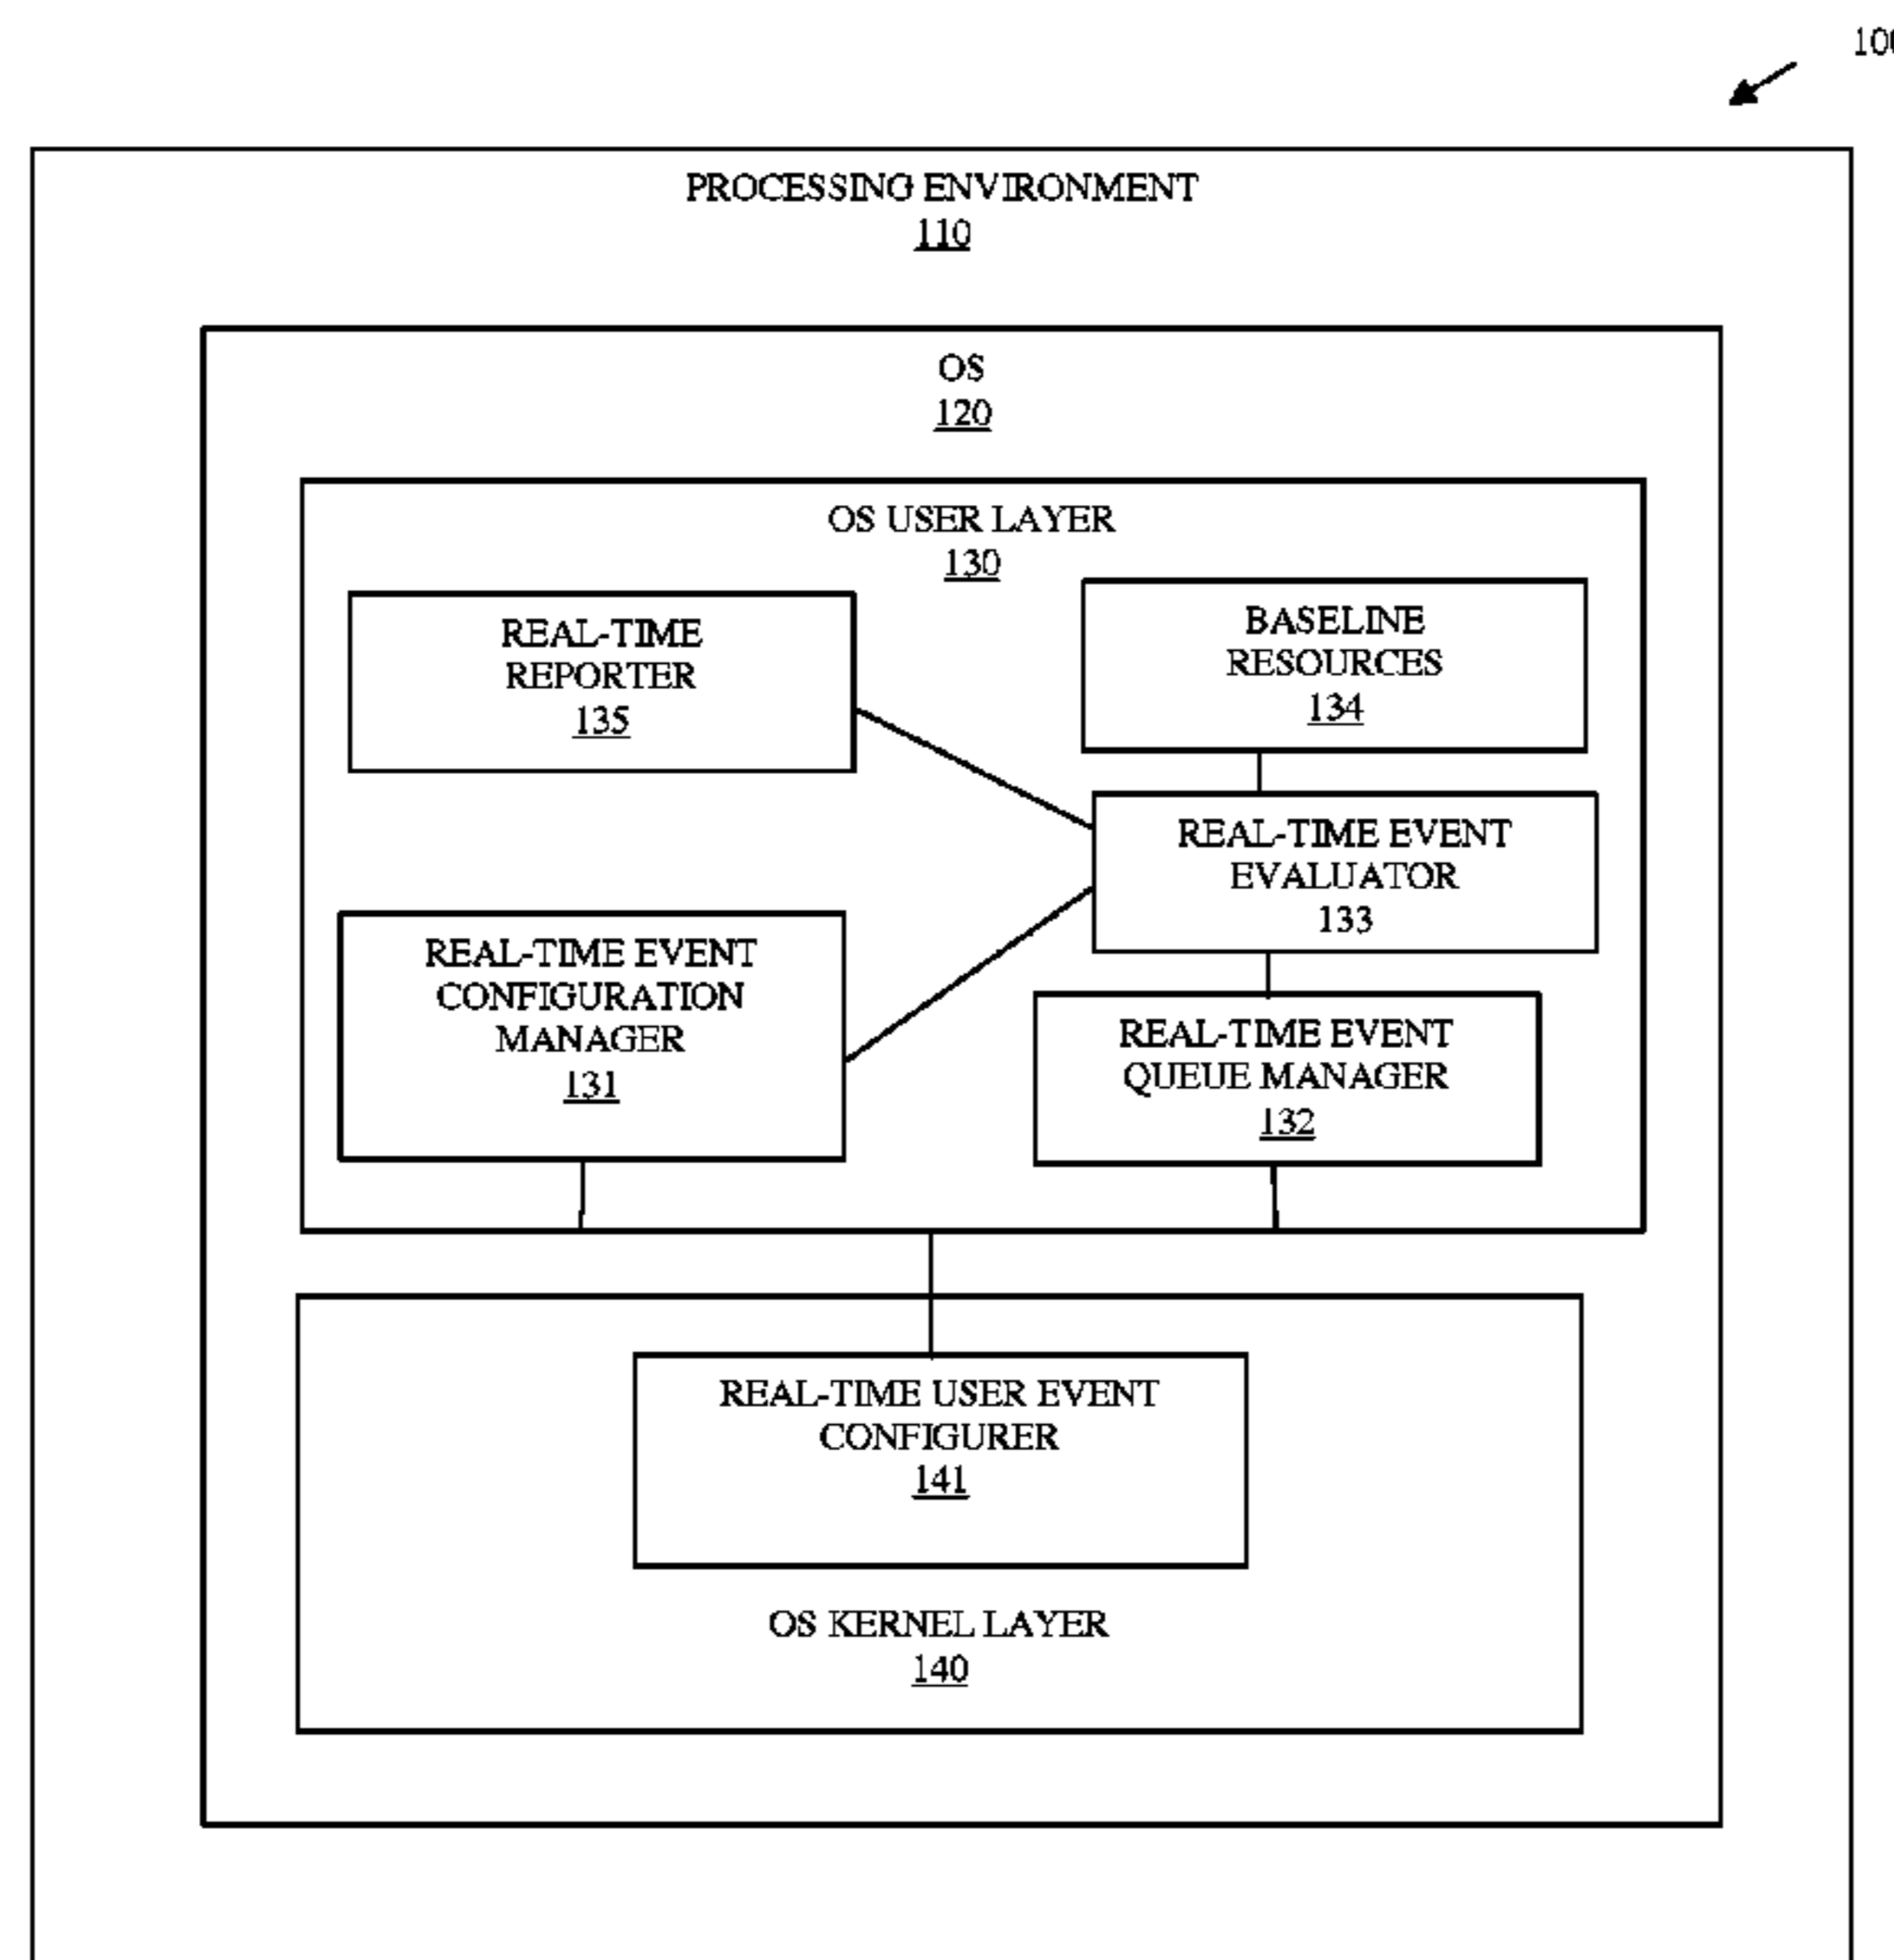 PROCESSING ENVIRONMENT
110
OS
120
OS USER LAYER
130
REAL-TIME
REPORTER
135
BASELINE
RESOURCES
134
REAL-TIME EVENT
EVALUATOR
133
REAL-TIME EVENT
CONFIGURATION
MANAGER
131
REAL-TIME EVENT
QUEUE MANAGER
132
REAL-TIME USER EVENT
CONFIGURER
141
OS KERNEL LAYER
140